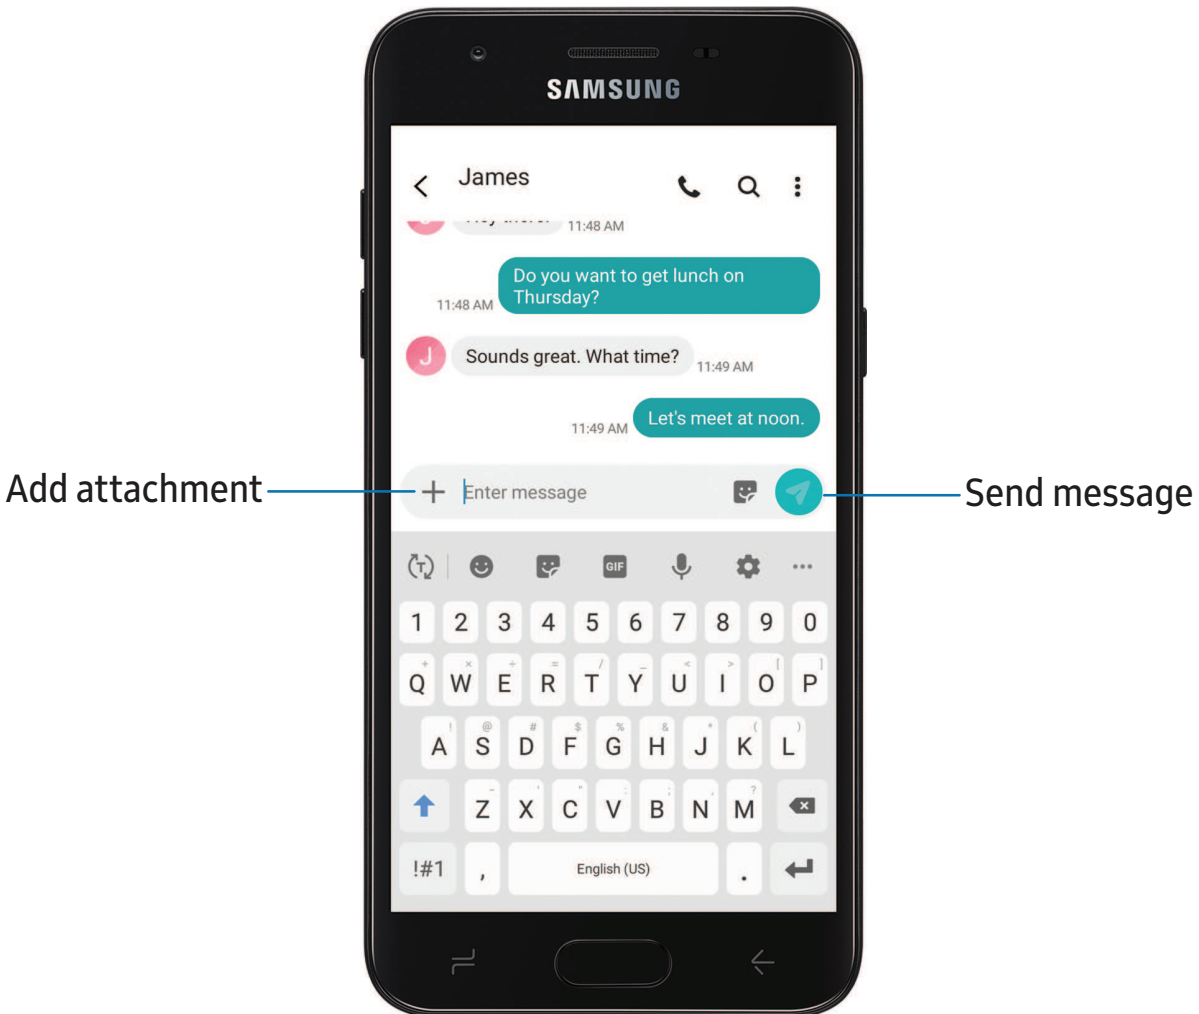 SAMSUNG
James
11:48 AM
Do you want to get lunch on
Thursday?
11:48 AM
J
Sounds great. What time?
11:49 AM
Let's meet at noon.
11:49 AM
Add attachment
+ Enter message
Send message
T
GIF
1 2 3 4 5 6 7 8 9 0
+ × ÷ = / _ < > [ ]
Q W E R T Y U I O P
! @ # $ % & * ( )
A S D F G H J K L
- ' " : ; , ?
Z X C V B N M
!#1 , English (US) .